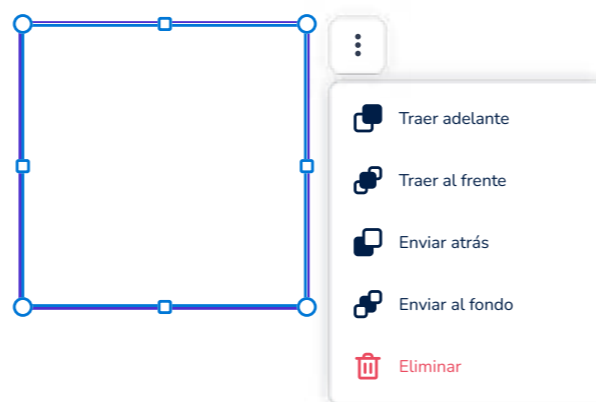 Traer adelante
Traer al frente
Enviar atrás
Enviar al fondo
Eliminar